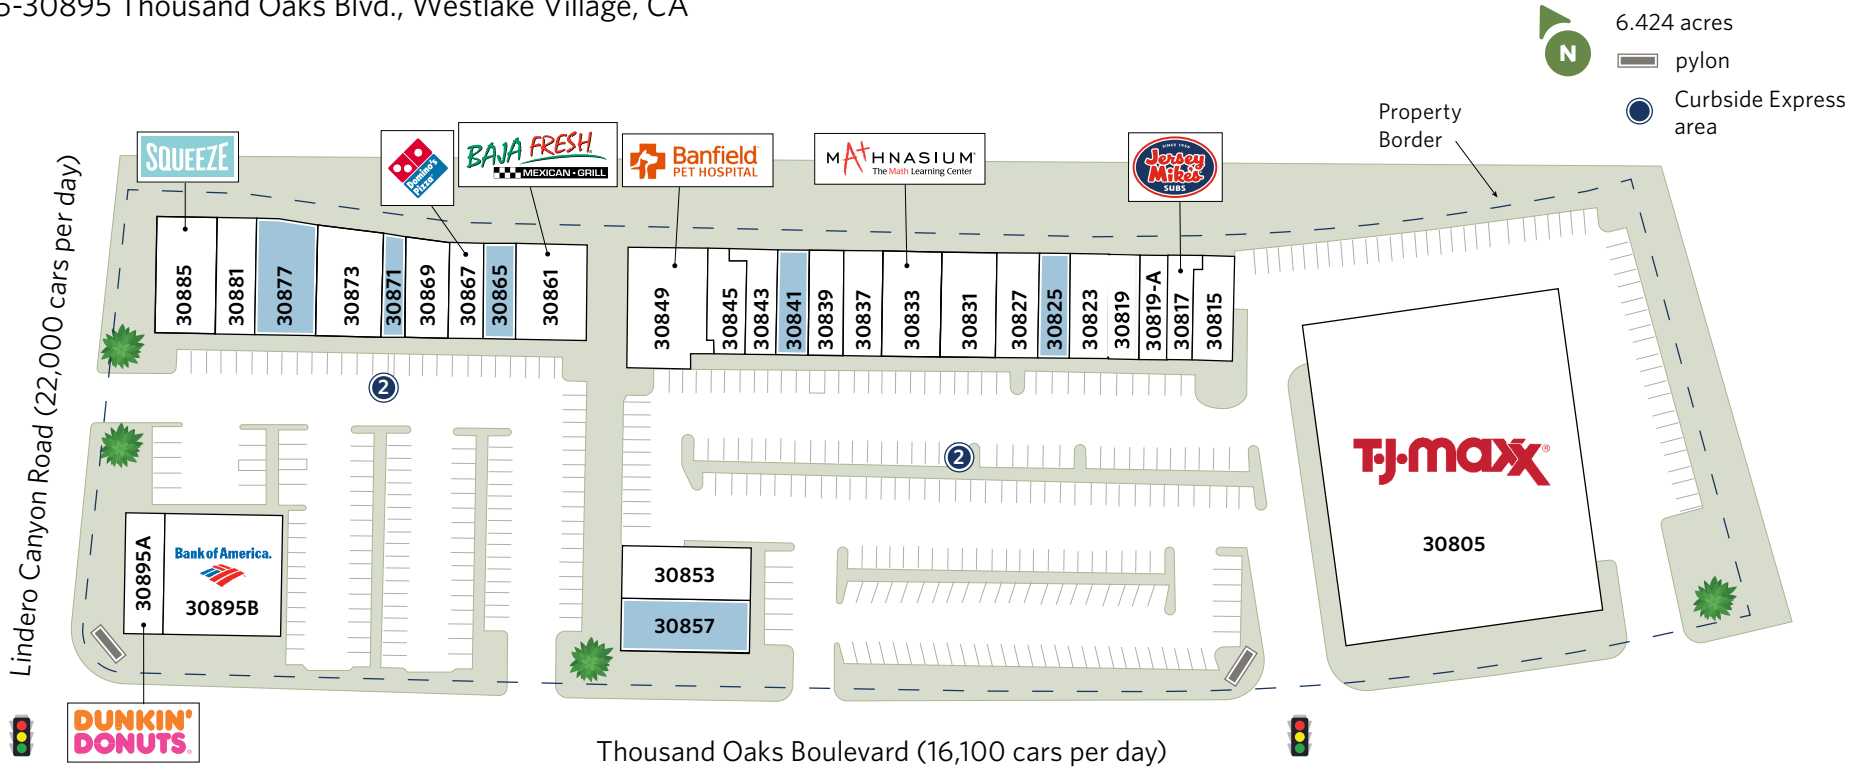 5-30895 Thousand Oaks Blvd., Westlake Village, CA
N
6.424 acres
pylon
Curbside Express
area
Property
Border
SQUEEZE
Domino's
Pizza
BAJA FRESH
MEXICAN • GRILL
Banfield
PET HOSPITAL
MATHNASIUM
The Math Learning Center
SINCE 1956
Jersey
Mike's
SUBS
Lindero Canyon Road (22,000 cars per day)
30885
30881
30877
30873
30871
30869
30867
30865
30861
30849
30845
30843
30841
30839
30837
30833
30831
30827
30825
30823
30819
30819-A
30817
30815
2
2
T•J•maxx®
30805
30895A
Bank of America.
30895B
30853
30857
DUNKIN'
DONUTS
Thousand Oaks Boulevard (16,100 cars per day)